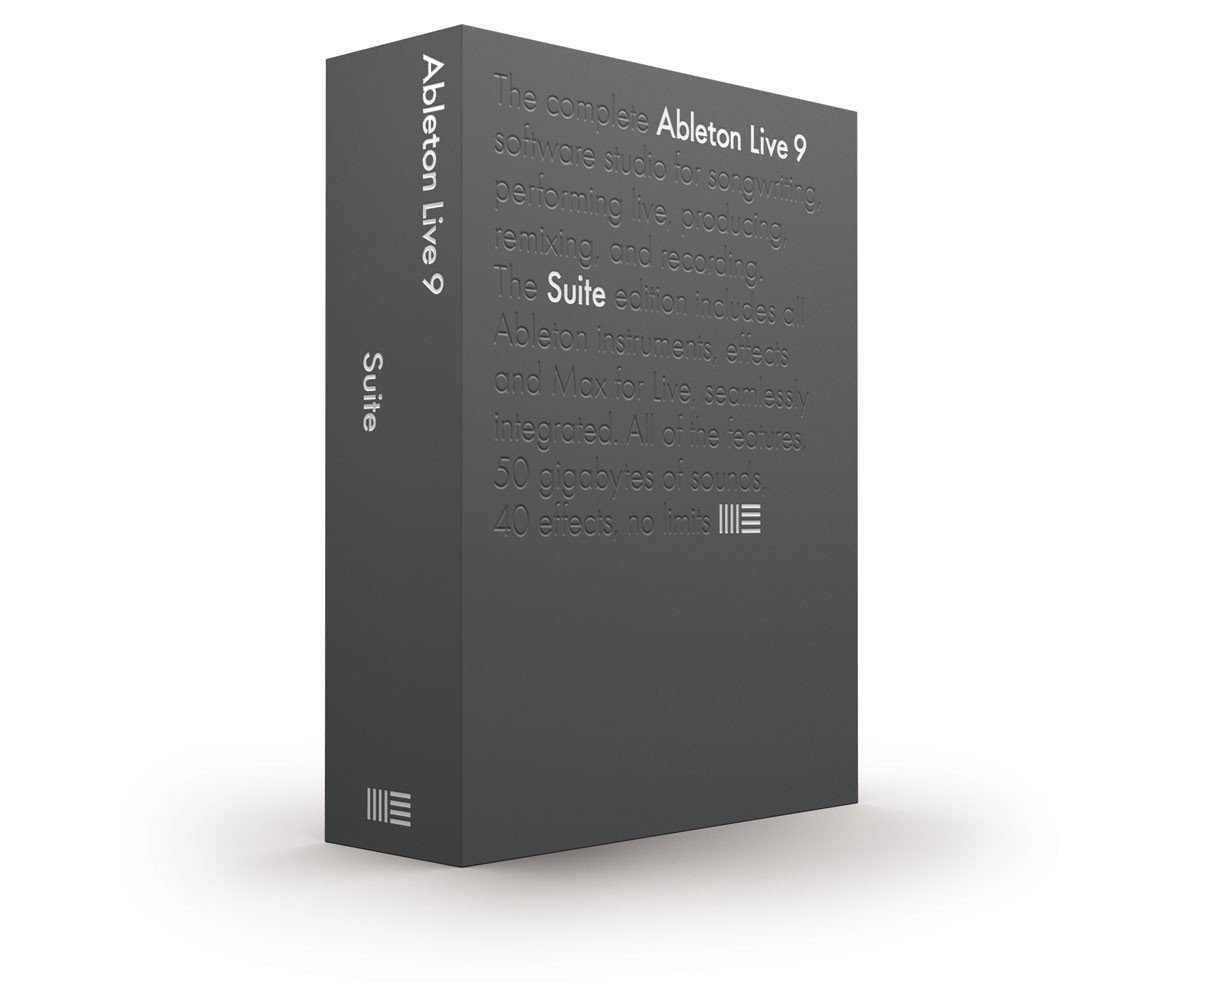 Ableton Live 9
Suite
The complete Ableton Live 9
software studio for songwriting,
performing live, producing,
remixing, and recording.
The Suite edition includes all
Ableton instruments, effects
and Max for Live, seamlessly
integrated. All of the features,
50 gigabytes of sounds,
40 effects, no limits